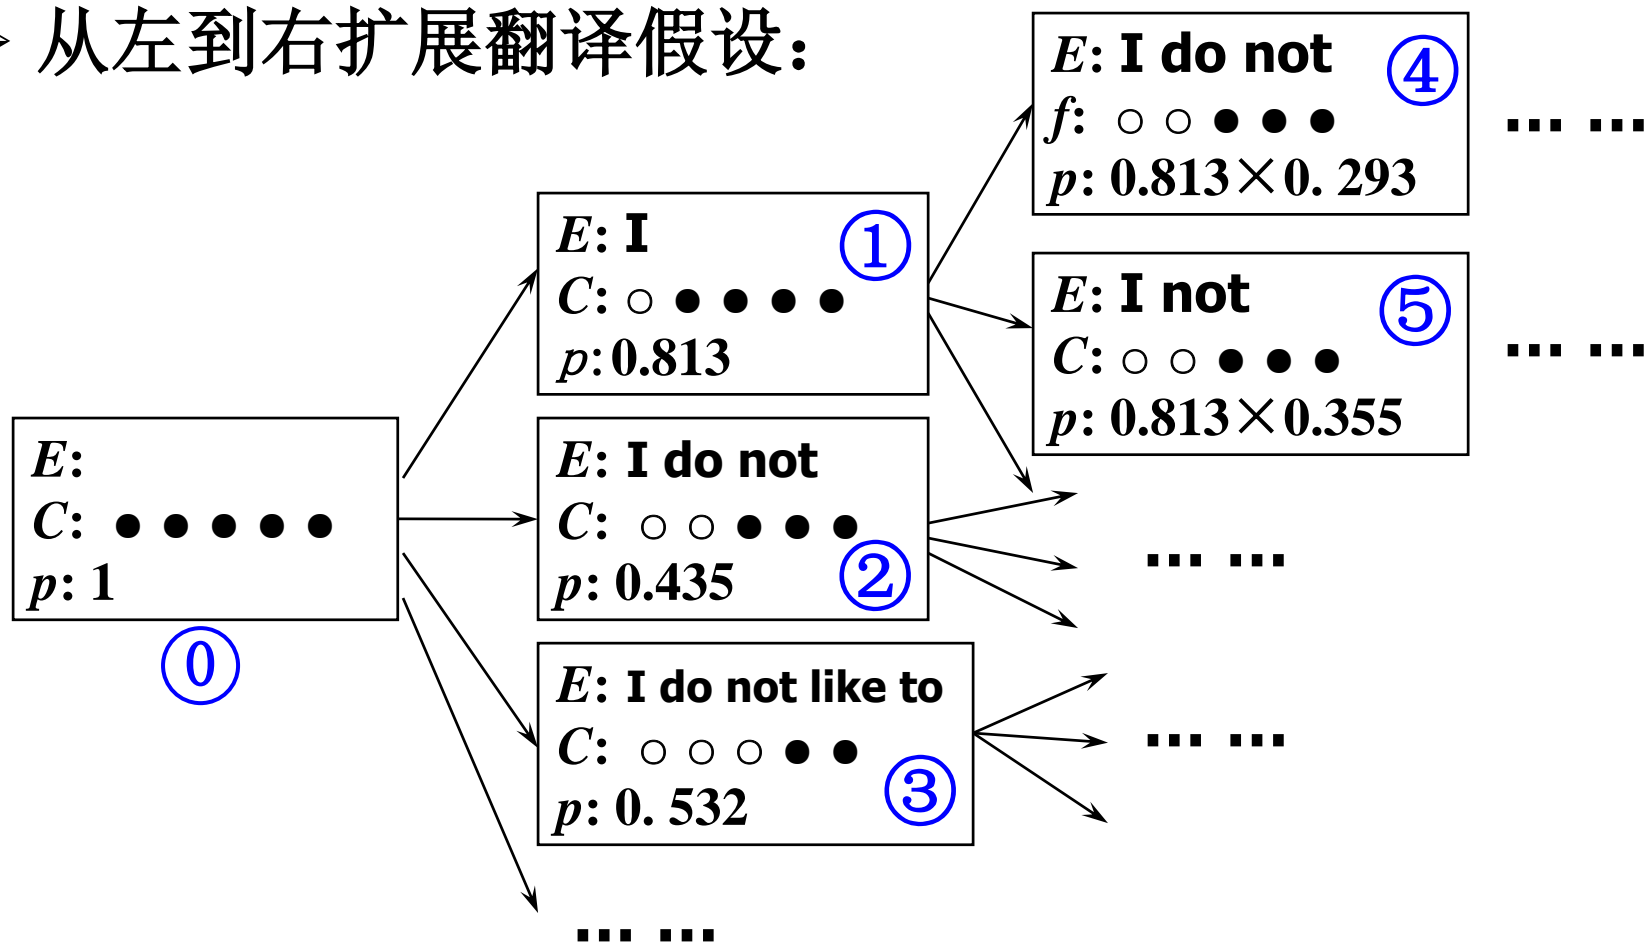 从左到右扩展翻译假设：
E:
C: ● ● ● ● ●
p: 1
⓪
E: I
C: ○ ● ● ● ●
p: 0.813
①
E: I do not
C: ○ ○ ● ● ●
p: 0.435
②
E: I do not like to
C: ○ ○ ○ ● ●
p: 0. 532
③
... ...
E: I do not
f: ○ ○ ● ● ●
p: 0.813×0. 293
④
... ...
E: I not
C: ○ ○ ● ● ●
p: 0.813×0.355
⑤
... ...
... ...
... ...